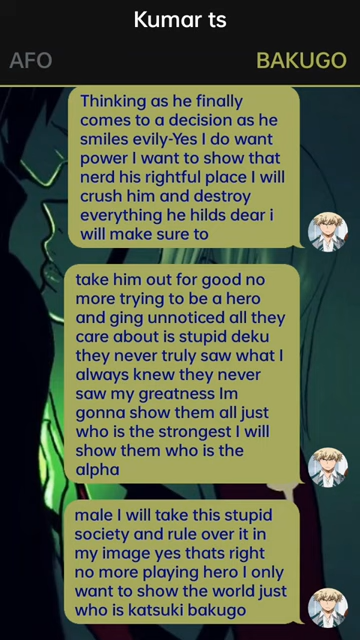 Kumar ts
AFO
BAKUGO
Thinking as he finally
comes to a decision as he
smiles evily-Yes I do want
power I want to show that
nerd his rightful place I will
crush him and destroy
everything he hilds dear i
will make sure to
take him out for good no
more trying to be a hero
and ging unnoticed all they
care about is stupid deku
they never truly saw what I
always knew they never
saw my greatness Im
gonna show them all just
who is the strongest I will
show them who is the
alpha
male I will take this stupid
society and rule over it in
my image yes thats right
no more playing hero I only
want to show the world just
who is katsuki bakugo